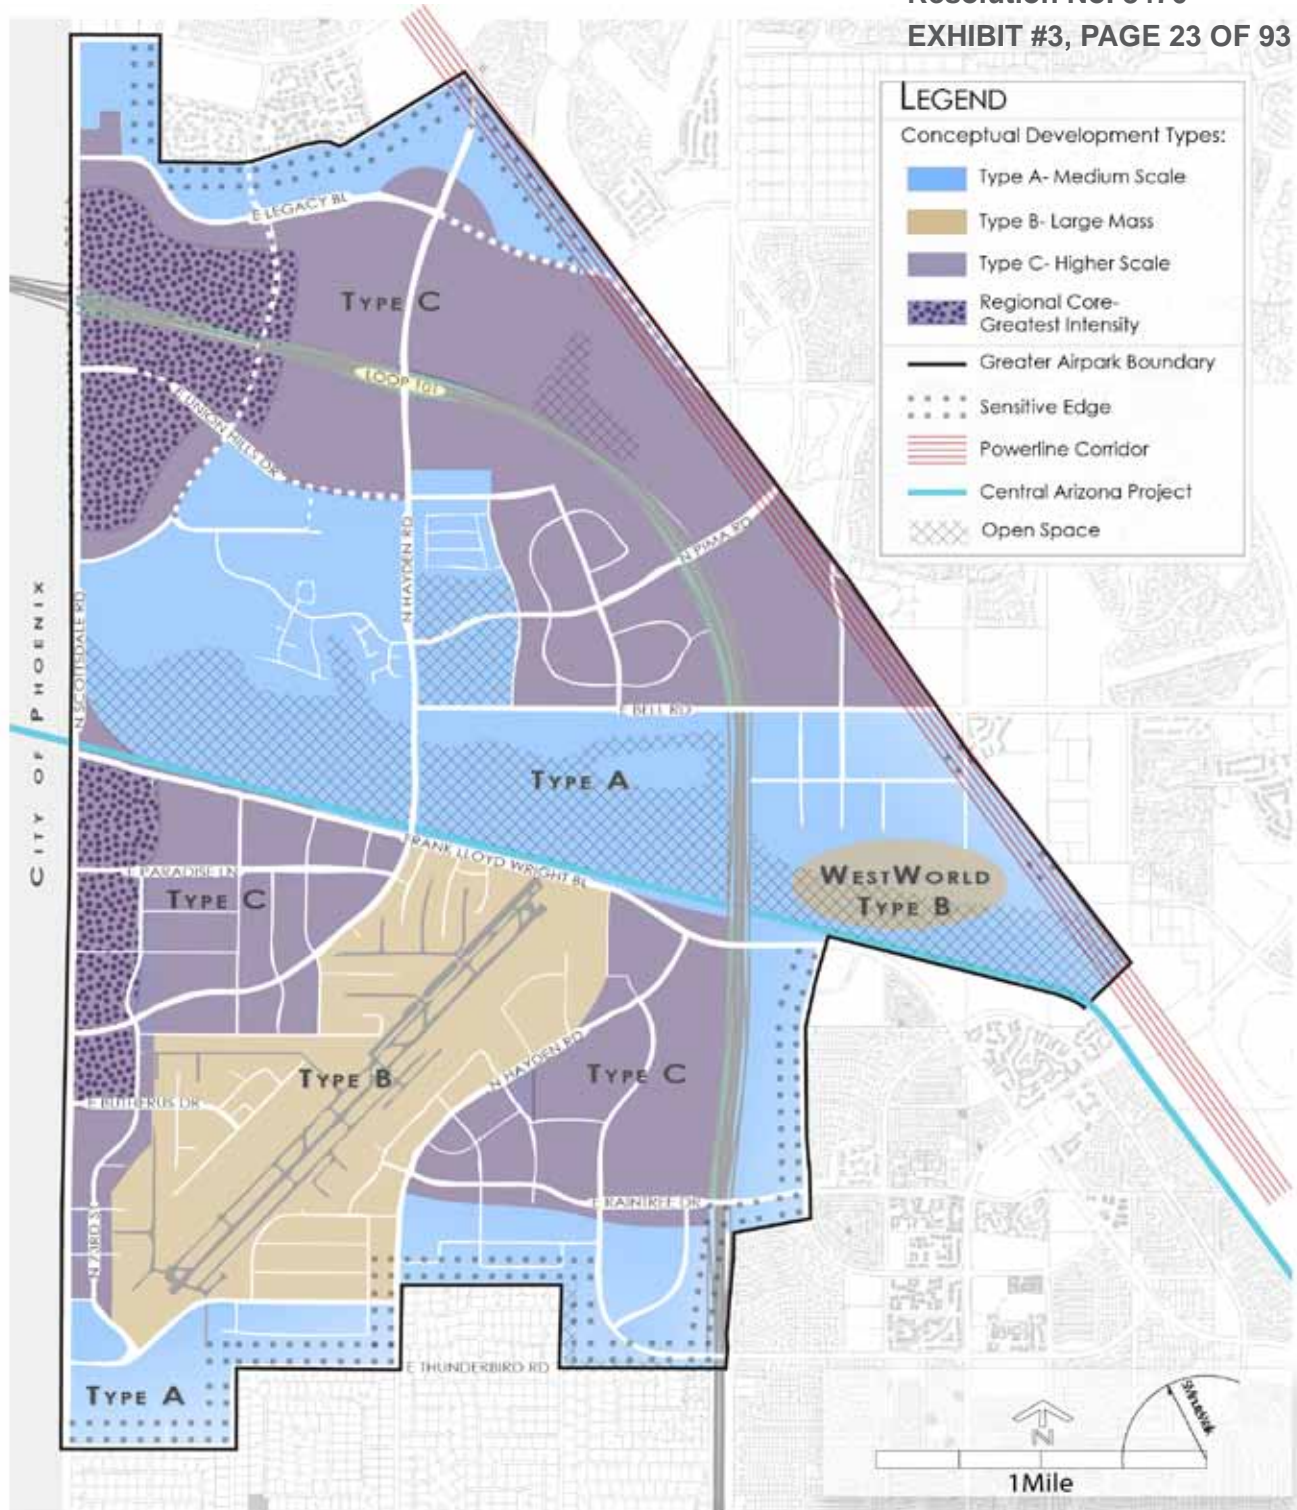 EXHIBIT #3, PAGE 23 OF 93
LEGEND
Conceptual Development Types:
Type A- Medium Scale
Type B- Large Mass
Type C- Higher Scale
Regional Core-
Greatest Intensity
Greater Airpark Boundary
Sensitive Edge
Powerline Corridor
Central Arizona Project
Open Space
E LEGACY BL
TYPE C
LOOP 101
E UNION HILLS DR
N HAYDEN RD
N PIMA RD
CITY OF PHOENIX
N SCOTTSDALE RD
E BELL RD
TYPE A
FRANK LLOYD WRIGHT BL
WESTWORLD
TYPE B
E PARADISE LN
TYPE C
TYPE B
N HAYDEN RD
TYPE C
E BUTHERUS DR
E RAINTREE DR
E THUNDERBIRD RD
TYPE A
N
1Mile